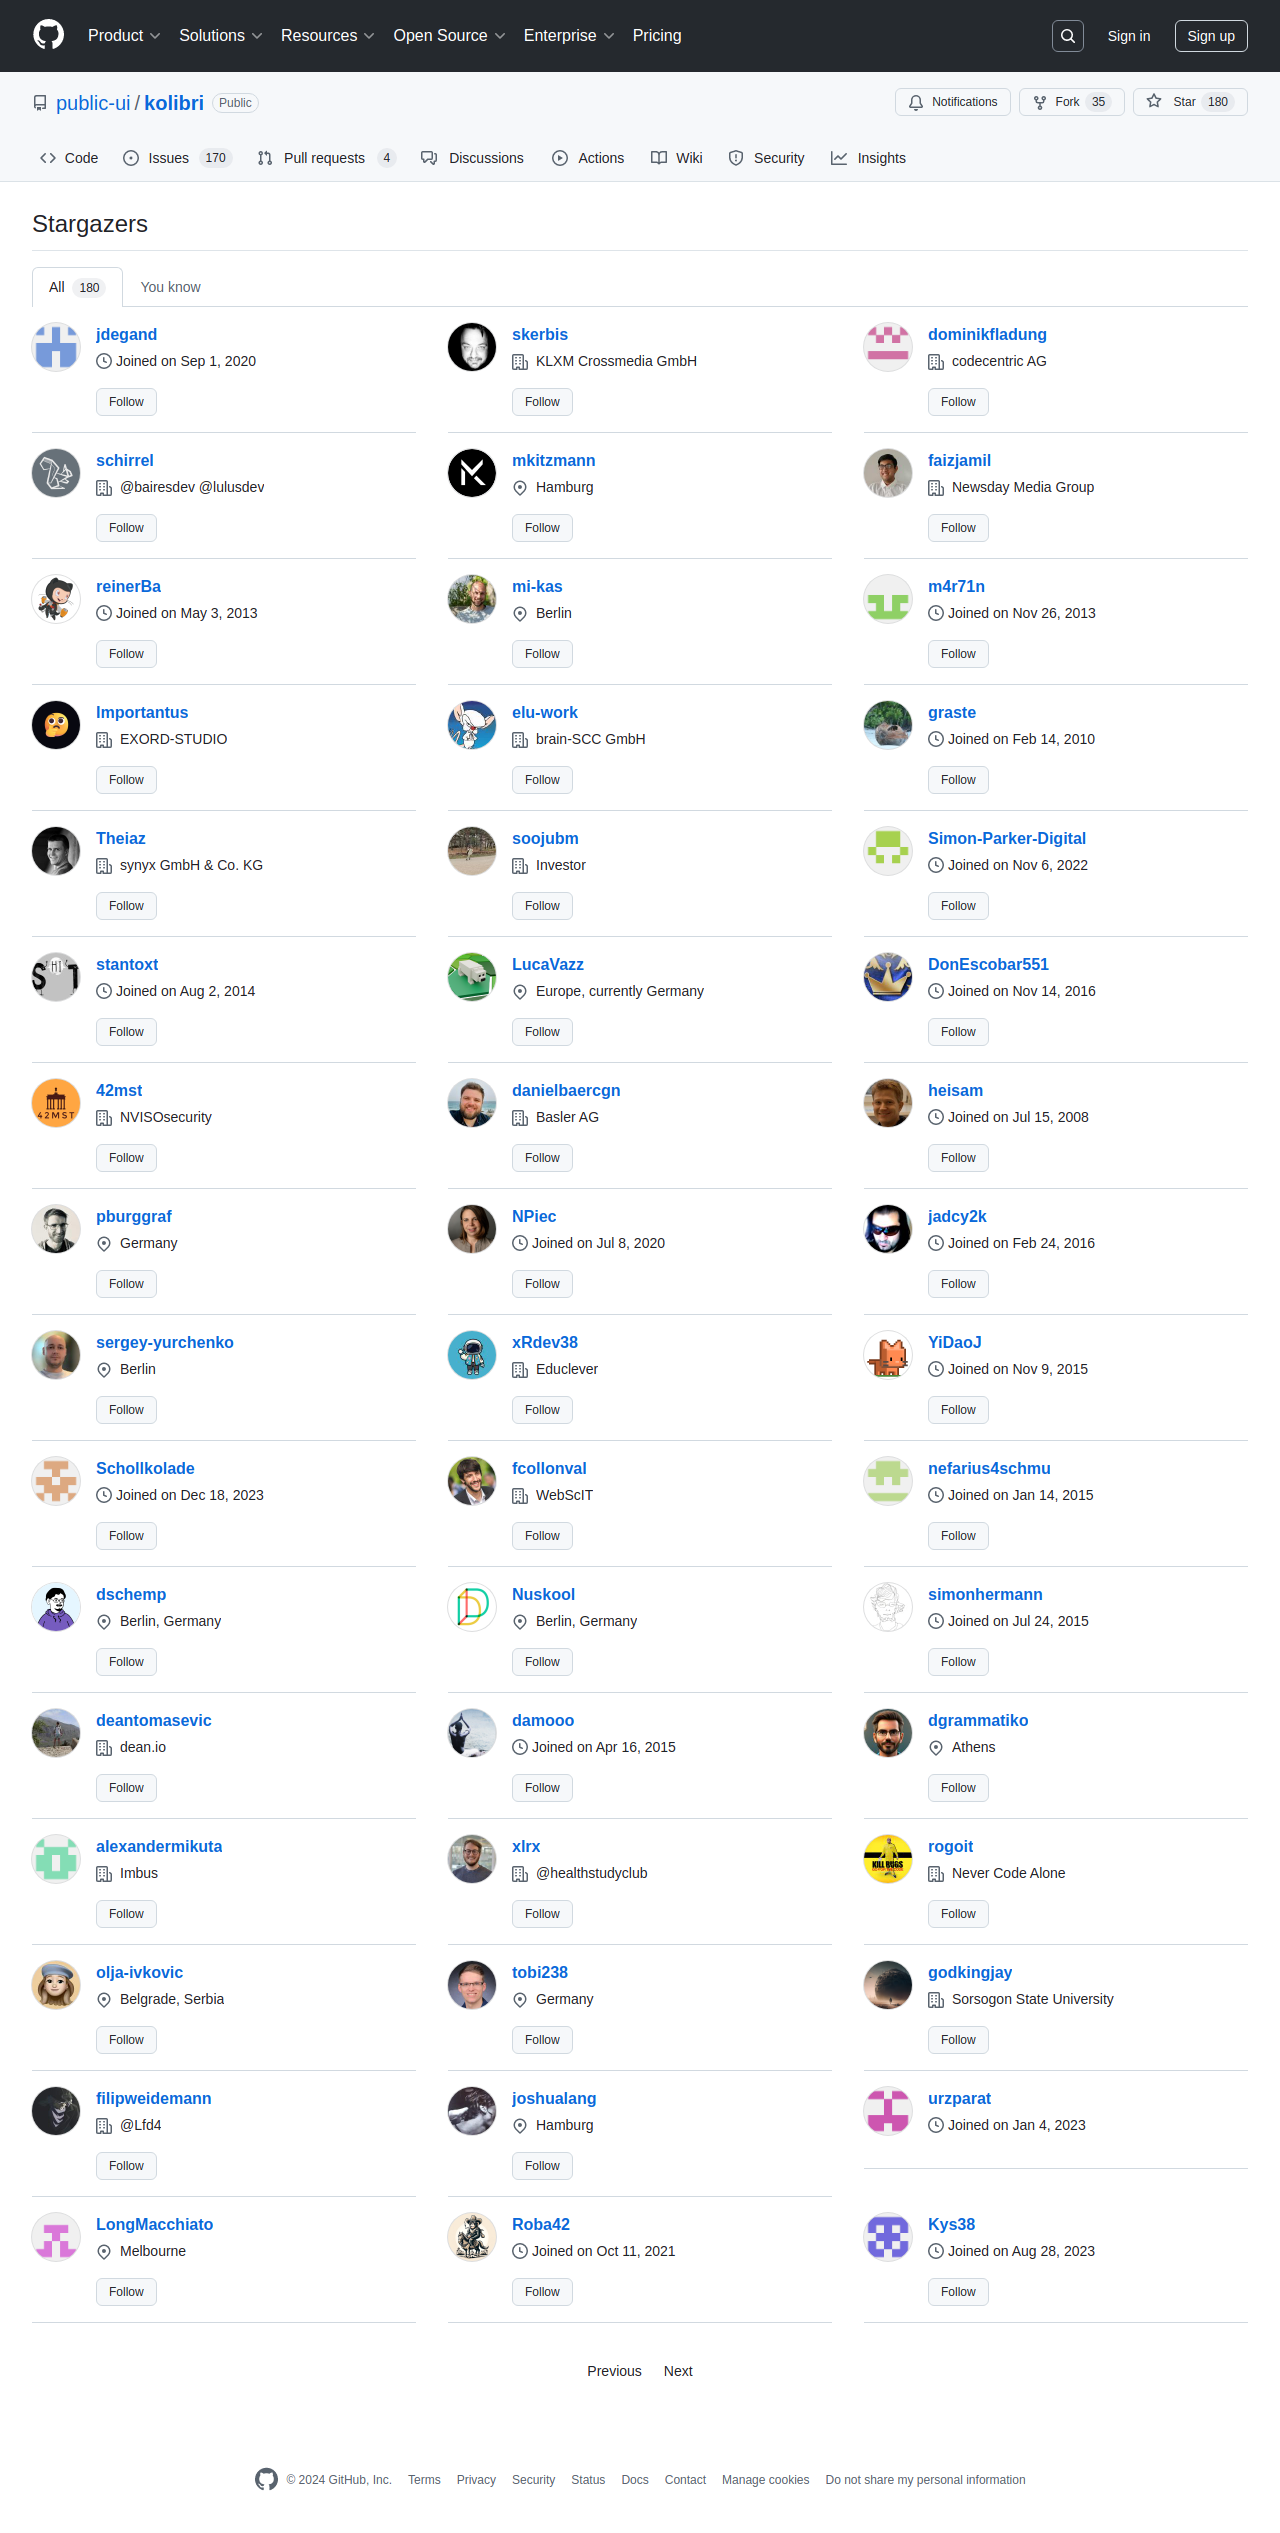 Product Solutions Resources Open Source Enterprise Pricing Sign in Sign up
public-ui / kolibri Public Notifications Fork 35 Star 180
Code Issues 170 Pull requests 4 Discussions Actions Wiki Security Insights
Stargazers
All 180 You know
jdegand
Joined on Sep 1, 2020
Follow
skerbis
KLXM Crossmedia GmbH
Follow
dominikfladung
codecentric AG
Follow
schirrel
@bairesdev @lulusdev
Follow
mkitzmann
Hamburg
Follow
faizjamil
Newsday Media Group
Follow
reinerBa
Joined on May 3, 2013
Follow
mi-kas
Berlin
Follow
m4r71n
Joined on Nov 26, 2013
Follow
Importantus
EXORD-STUDIO
Follow
elu-work
brain-SCC GmbH
Follow
graste
Joined on Feb 14, 2010
Follow
Theiaz
synyx GmbH & Co. KG
Follow
soojubm
Investor
Follow
Simon-Parker-Digital
Joined on Nov 6, 2022
Follow
stantoxt
Joined on Aug 2, 2014
Follow
LucaVazz
Europe, currently Germany
Follow
DonEscobar551
Joined on Nov 14, 2016
Follow
42MST
42mst
NVISOsecurity
Follow
danielbaercgn
Basler AG
Follow
heisam
Joined on Jul 15, 2008
Follow
pburggraf
Germany
Follow
NPiec
Joined on Jul 8, 2020
Follow
jadcy2k
Joined on Feb 24, 2016
Follow
sergey-yurchenko
Berlin
Follow
xRdev38
Educlever
Follow
YiDaoJ
Joined on Nov 9, 2015
Follow
Schollkolade
Joined on Dec 18, 2023
Follow
fcollonval
WebScIT
Follow
nefarius4schmu
Joined on Jan 14, 2015
Follow
dschemp
Berlin, Germany
Follow
Nuskool
Berlin, Germany
Follow
simonhermann
Joined on Jul 24, 2015
Follow
deantomasevic
dean.io
Follow
damooo
Joined on Apr 16, 2015
Follow
dgrammatiko
Athens
Follow
alexandermikuta
Imbus
Follow
xlrx
@healthstudyclub
Follow
KILL BUGS
rogoit
Never Code Alone
Follow
olja-ivkovic
Belgrade, Serbia
Follow
tobi238
Germany
Follow
godkingjay
Sorsogon State University
Follow
filipweidemann
@Lfd4
Follow
joshualang
Hamburg
Follow
urzparat
Joined on Jan 4, 2023
LongMacchiato
Melbourne
Follow
Roba42
Joined on Oct 11, 2021
Follow
Kys38
Joined on Aug 28, 2023
Follow
Previous Next
© 2024 GitHub, Inc. Terms Privacy Security Status Docs Contact Manage cookies Do not share my personal information